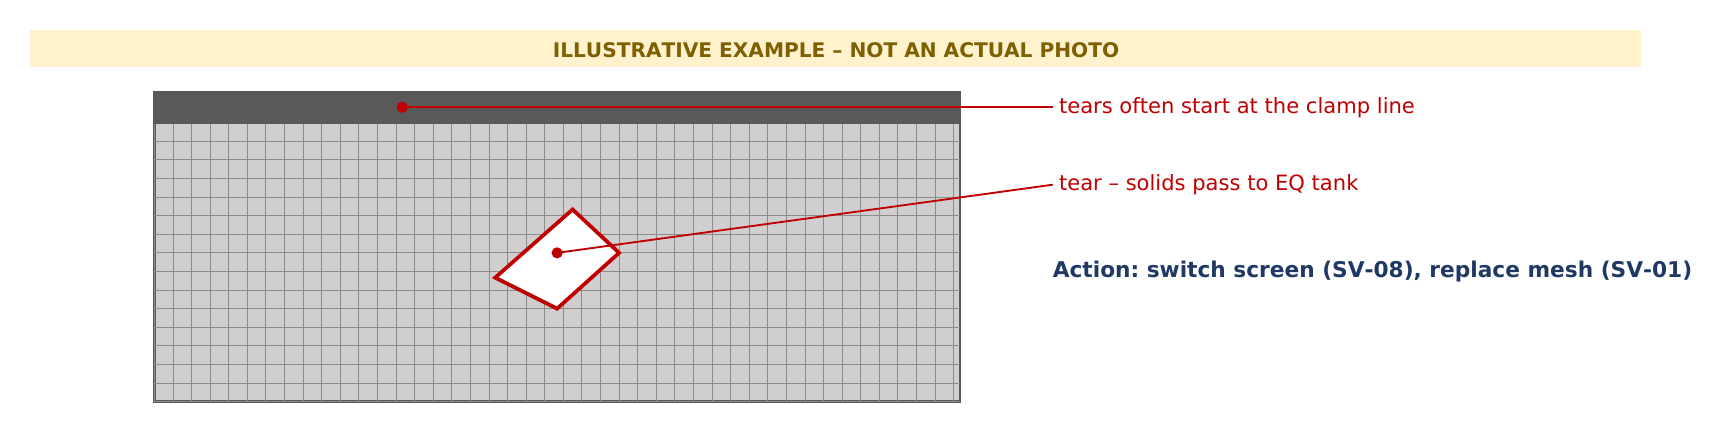 ILLUSTRATIVE EXAMPLE – NOT AN ACTUAL PHOTO
tears often start at the clamp line
tear – solids pass to EQ tank
Action: switch screen (SV-08), replace mesh (SV-01)